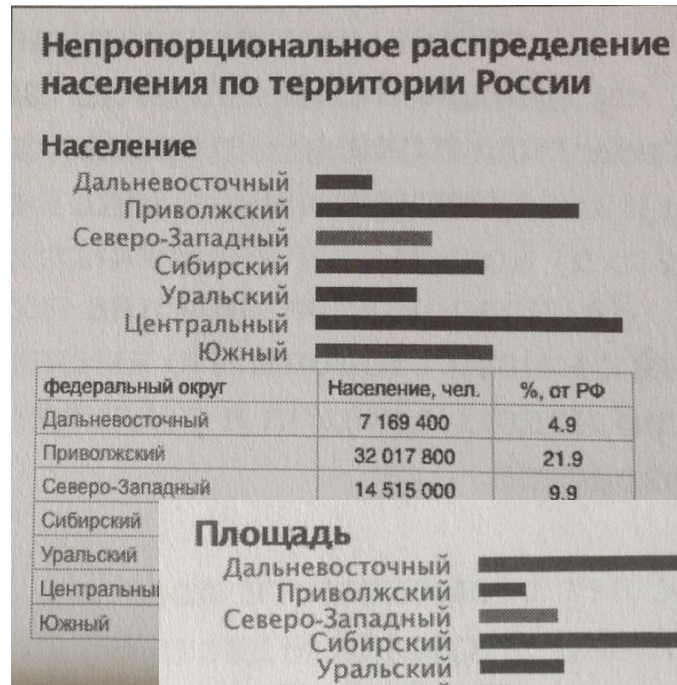 Непропорциональное распределение
населения по территории России
Население
Дальневосточный
Приволжский
Северо-Западный
Сибирский
Уральский
Центральный
Южный
федеральный округ Население, чел. %, от РФ
Дальневосточный 7 169 400 4.9
Приволжский 32 017 800 21.9
Северо-Западный 14 515 000 9.9
Сибирский
Уральский
Центральны
Южный
Площадь
Дальневосточный
Приволжский
Северо-Западный
Сибирский
Уральский